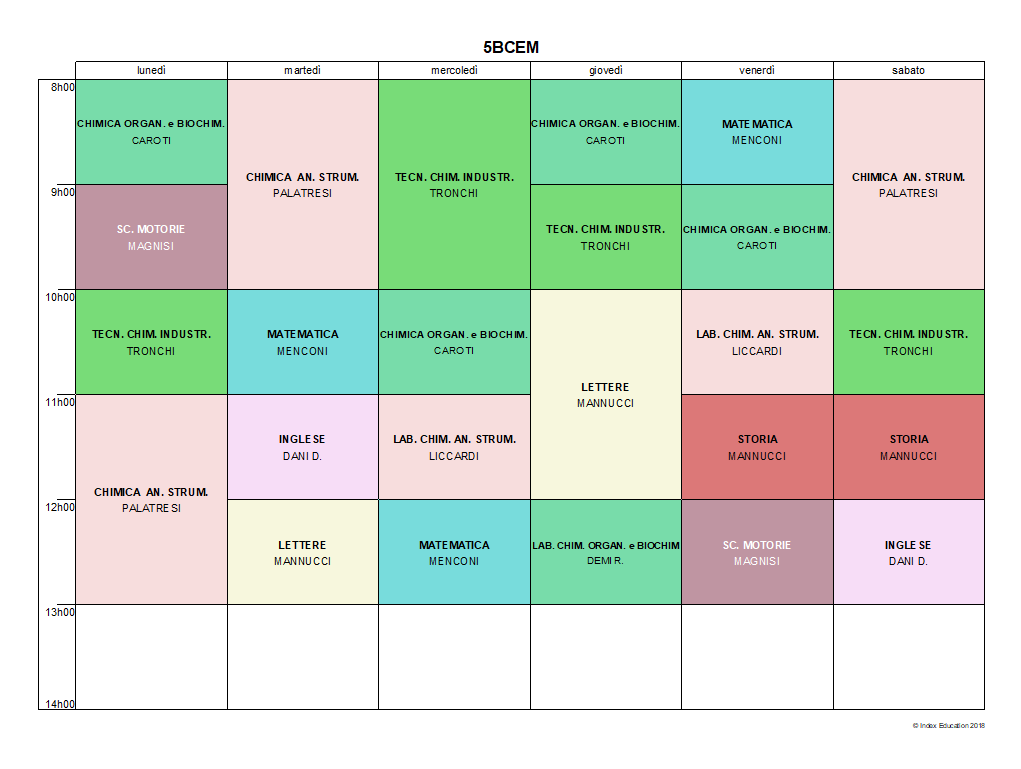 5BCEM
lunedì martedì mercoledì giovedì venerdì sabato
8h00
CHIMICA ORGAN. e BIOCHIM.
CAROTI
CHIMICA AN. STRUM.
PALATRESI
TECN. CHIM. INDUSTR.
TRONCHI
CHIMICA ORGAN. e BIOCHIM.
CAROTI
MATEMATICA
MENCONI
CHIMICA AN. STRUM.
PALATRESI
9h00
SC. MOTORIE
MAGNISI
TECN. CHIM. INDUSTR.
TRONCHI
CHIMICA ORGAN. e BIOCHIM.
CAROTI
10h00
TECN. CHIM. INDUSTR.
TRONCHI
MATEMATICA
MENCONI
CHIMICA ORGAN. e BIOCHIM.
CAROTI
LETTERE
MANNUCCI
LAB. CHIM. AN. STRUM.
LICCARDI
TECN. CHIM. INDUSTR.
TRONCHI
11h00
CHIMICA AN. STRUM.
PALATRESI
INGLESE
DANI D.
LAB. CHIM. AN. STRUM.
LICCARDI
STORIA
MANNUCCI
STORIA
MANNUCCI
12h00
LETTERE
MANNUCCI
MATEMATICA
MENCONI
LAB. CHIM. ORGAN. e BIOCHIM
DEMI R.
SC. MOTORIE
MAGNISI
INGLESE
DANI D.
13h00
14h00
© Index Education 2018